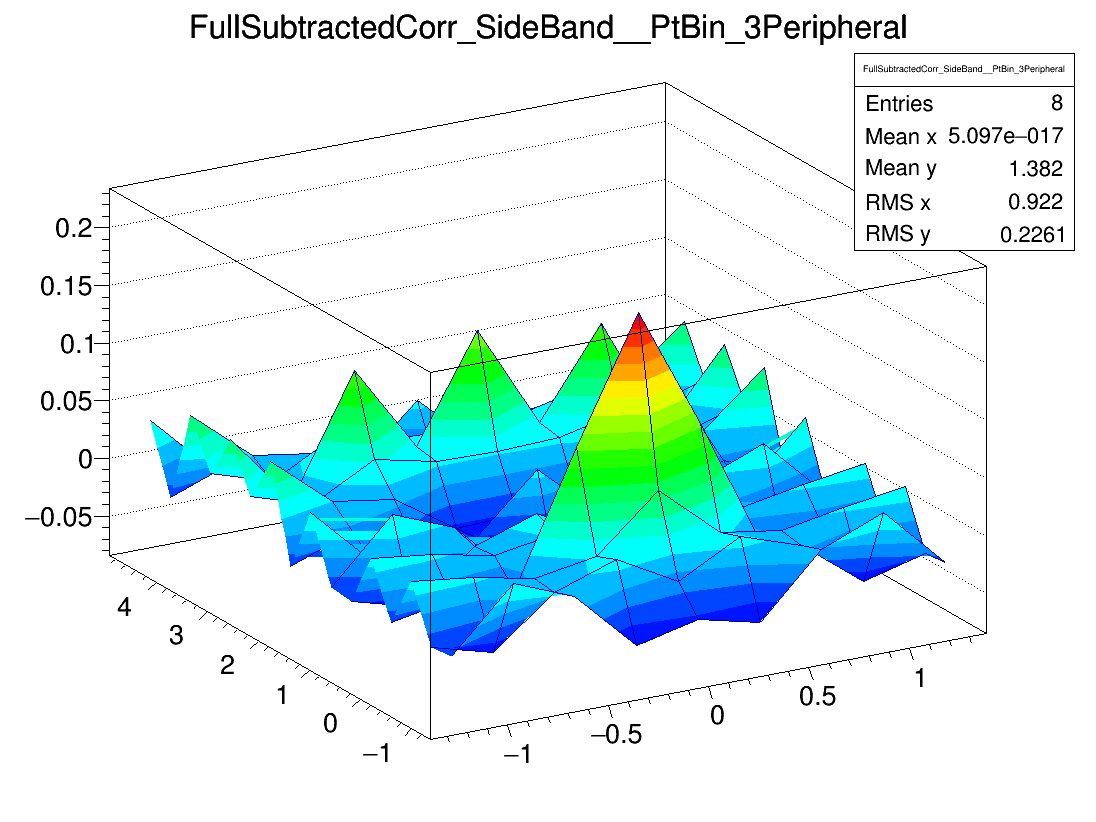 FullSubtractedCorr_SideBand__PtBin_3Peripheral
FullSubtractedCorr_SideBand__PtBin_3Peripheral
Entries 8
Mean x 5.097e−017
Mean y 1.382
RMS x 0.922
RMS y 0.2261
0.2
0.15
0.1
0.05
0
−0.05
4
3
2
1
0
−1
−1
−0.5
0
0.5
1